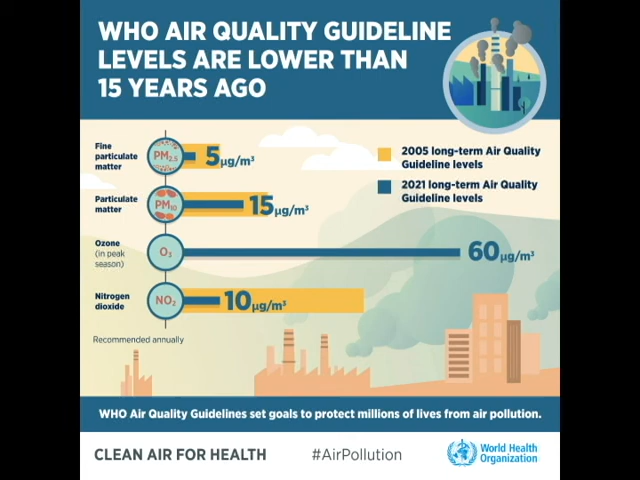 WHO AIR QUALITY GUIDELINE
LEVELS ARE LOWER THAN
15 YEARS AGO
Fine
particulate
matter
PM2.5
5µg/m³
2005 long-term Air Quality
Guideline levels
2021 long-term Air Quality
Guideline levels
Particulate
matter
PM10
15µg/m³
Ozone
(in peak
season)
O3
60µg/m³
Nitrogen
dioxide
NO2
10µg/m³
Recommended annually
WHO Air Quality Guidelines set goals to protect millions of lives from air pollution.
CLEAN AIR FOR HEALTH
#AirPollution
World Health
Organization